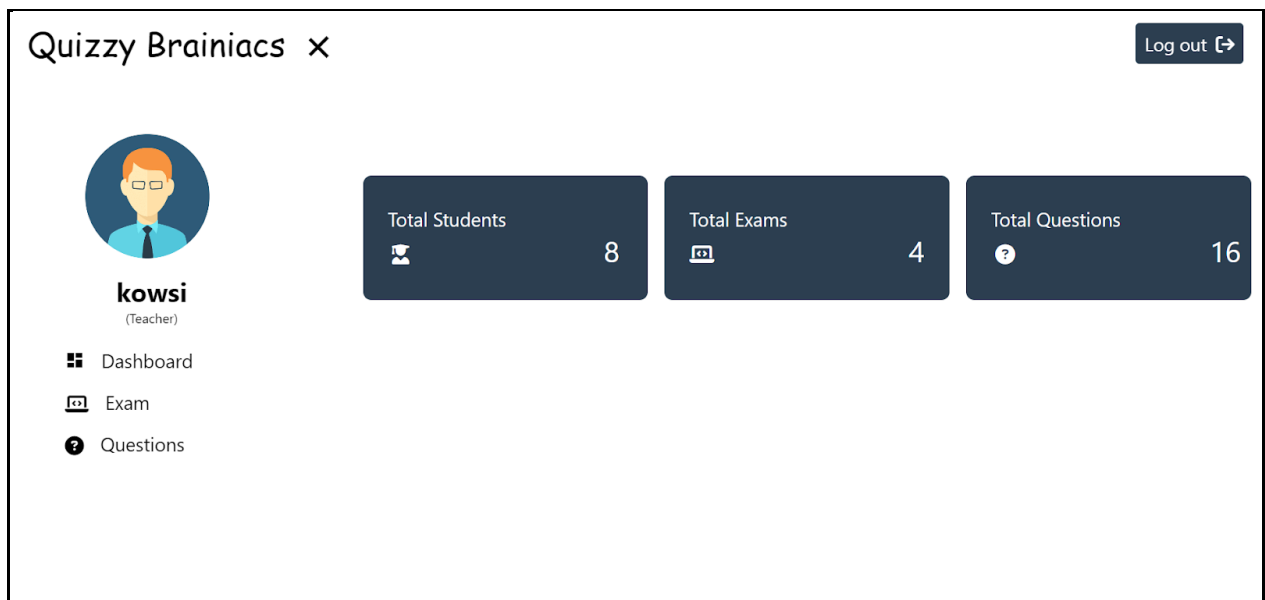 Quizzy Brainiacs ✕
Log out
kowsi
(Teacher)
Dashboard
Exam
Questions
Total Students
8
Total Exams
4
Total Questions
16